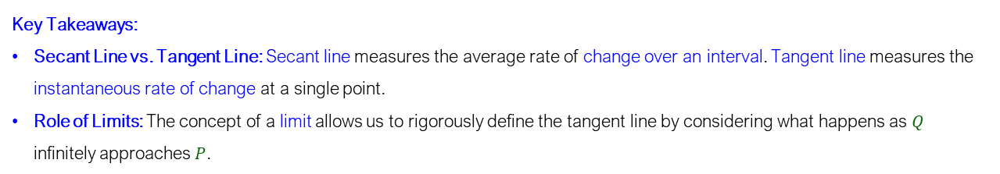 Key Takeaways:
• Secant Line vs. Tangent Line: Secant line measures the average rate of change over an interval. Tangent line measures the
instantaneous rate of change at a single point.
• Role of Limits: The concept of a limit allows us to rigorously define the tangent line by considering what happens as Q
infinitely approaches P.